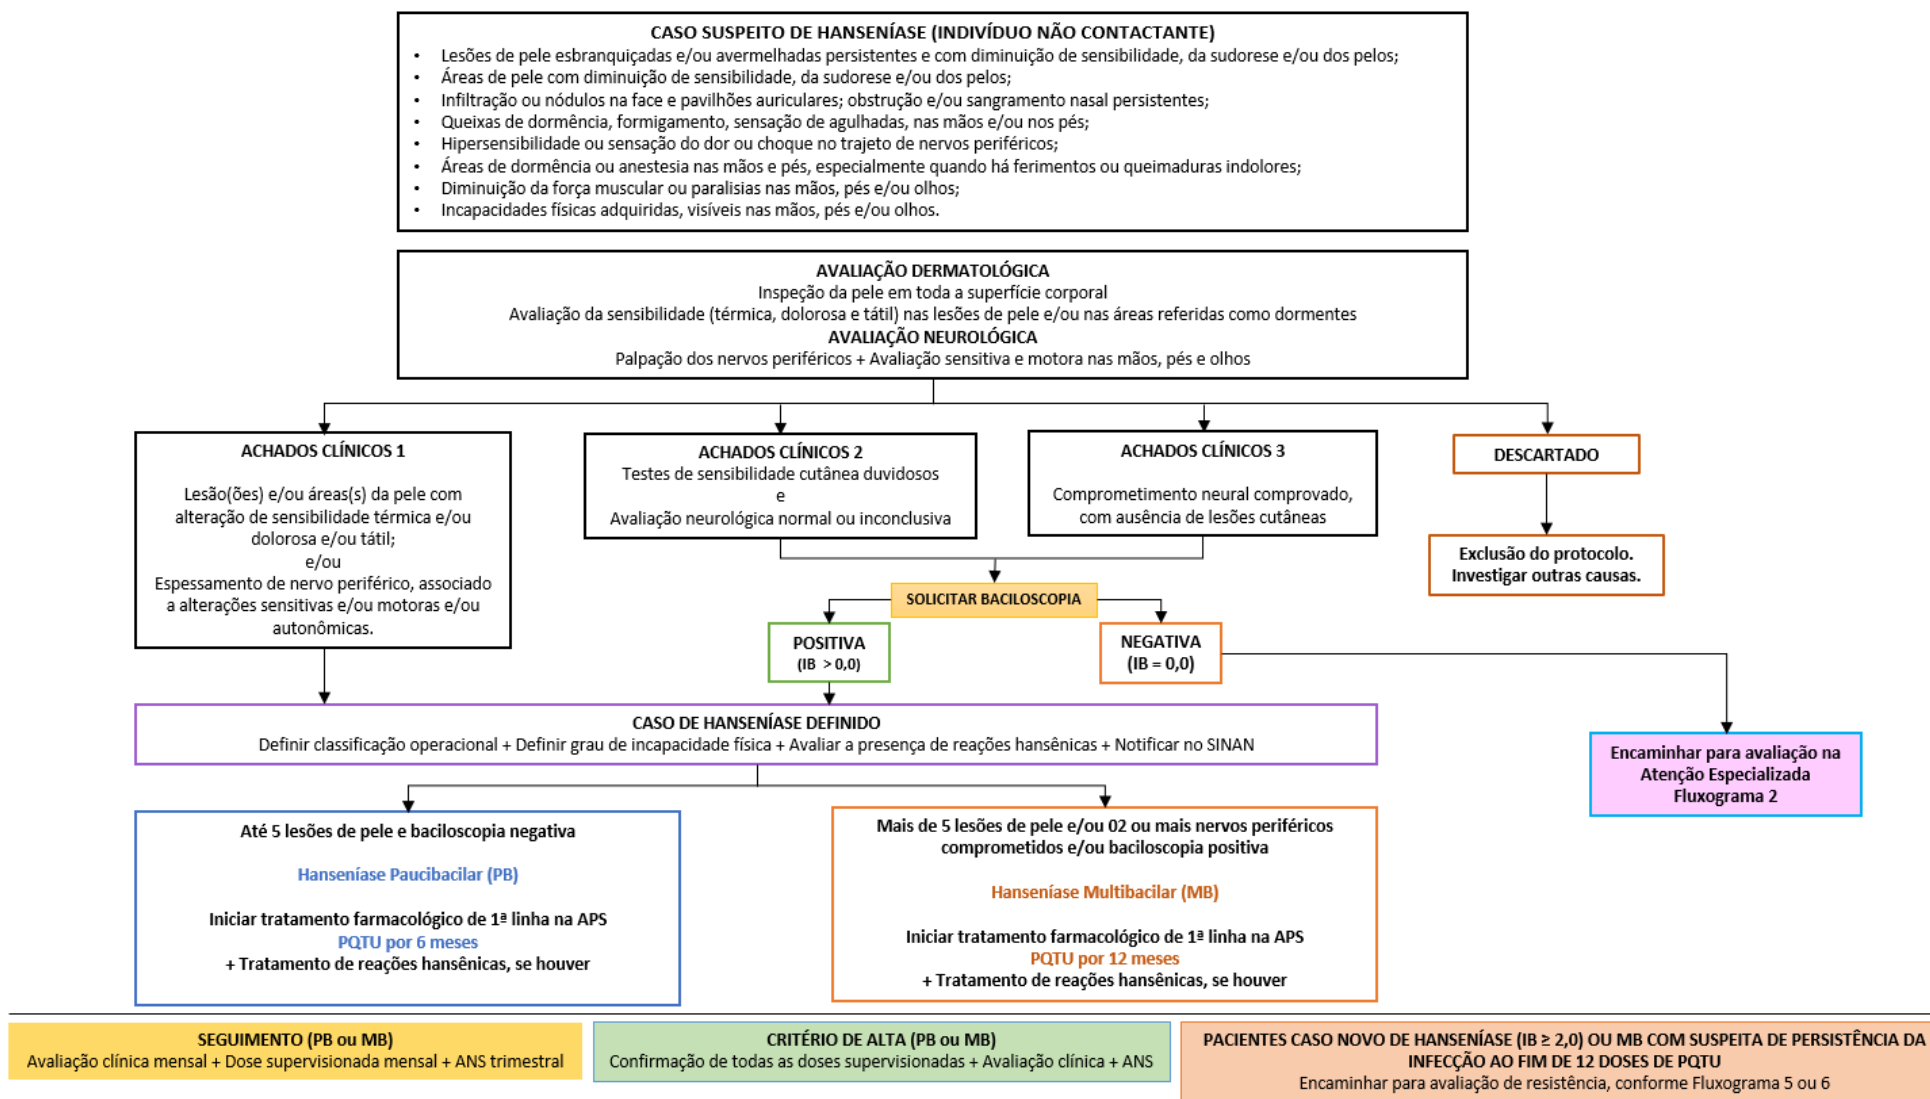 CASO SUSPEITO DE HANSENÍASE (INDIVÍDUO NÃO CONTACTANTE)
• Lesões de pele esbranquiçadas e/ou avermelhadas persistentes e com diminuição de sensibilidade, da sudorese e/ou dos pelos;
• Áreas de pele com diminuição de sensibilidade, da sudorese e/ou dos pelos;
• Infiltração ou nódulos na face e pavilhões auriculares; obstrução e/ou sangramento nasal persistentes;
• Queixas de dormência, formigamento, sensação de agulhadas, nas mãos e/ou nos pés;
• Hipersensibilidade ou sensação do dor ou choque no trajeto de nervos periféricos;
• Áreas de dormência ou anestesia nas mãos e pés, especialmente quando há ferimentos ou queimaduras indolores;
• Diminuição da força muscular ou paralisias nas mãos, pés e/ou olhos;
• Incapacidades físicas adquiridas, visíveis nas mãos, pés e/ou olhos.
AVALIAÇÃO DERMATOLÓGICA
Inspeção da pele em toda a superfície corporal
Avaliação da sensibilidade (térmica, dolorosa e tátil) nas lesões de pele e/ou nas áreas referidas como dormentes
AVALIAÇÃO NEUROLÓGICA
Palpação dos nervos periféricos + Avaliação sensitiva e motora nas mãos, pés e olhos
ACHADOS CLÍNICOS 1
Lesão(ões) e/ou áreas(s) da pele com
alteração de sensibilidade térmica e/ou
dolorosa e/ou tátil;
e/ou
Espessamento de nervo periférico, associado
a alterações sensitivas e/ou motoras e/ou
autonômicas.
ACHADOS CLÍNICOS 2
Testes de sensibilidade cutânea duvidosos
e
Avaliação neurológica normal ou inconclusiva
ACHADOS CLÍNICOS 3
Comprometimento neural comprovado,
com ausência de lesões cutâneas
DESCARTADO
Exclusão do protocolo.
Investigar outras causas.
SOLICITAR BACILOSCOPIA
POSITIVA
(IB > 0,0)
NEGATIVA
(IB = 0,0)
CASO DE HANSENÍASE DEFINIDO
Definir classificação operacional + Definir grau de incapacidade física + Avaliar a presença de reações hansênicas + Notificar no SINAN
Encaminhar para avaliação na
Atenção Especializada
Fluxograma 2
Até 5 lesões de pele e baciloscopia negativa
Hanseníase Paucibacilar (PB)
Iniciar tratamento farmacológico de 1ª linha na APS
PQTU por 6 meses
+ Tratamento de reações hansênicas, se houver
Mais de 5 lesões de pele e/ou 02 ou mais nervos periféricos
comprometidos e/ou baciloscopia positiva
Hanseníase Multibacilar (MB)
Iniciar tratamento farmacológico de 1ª linha na APS
PQTU por 12 meses
+ Tratamento de reações hansênicas, se houver
SEGUIMENTO (PB ou MB)
Avaliação clínica mensal + Dose supervisionada mensal + ANS trimestral
CRITÉRIO DE ALTA (PB ou MB)
Confirmação de todas as doses supervisionadas + Avaliação clínica + ANS
PACIENTES CASO NOVO DE HANSENÍASE (IB ≥ 2,0) OU MB COM SUSPEITA DE PERSISTÊNCIA DA
INFECÇÃO AO FIM DE 12 DOSES DE PQTU
Encaminhar para avaliação de resistência, conforme Fluxograma 5 ou 6